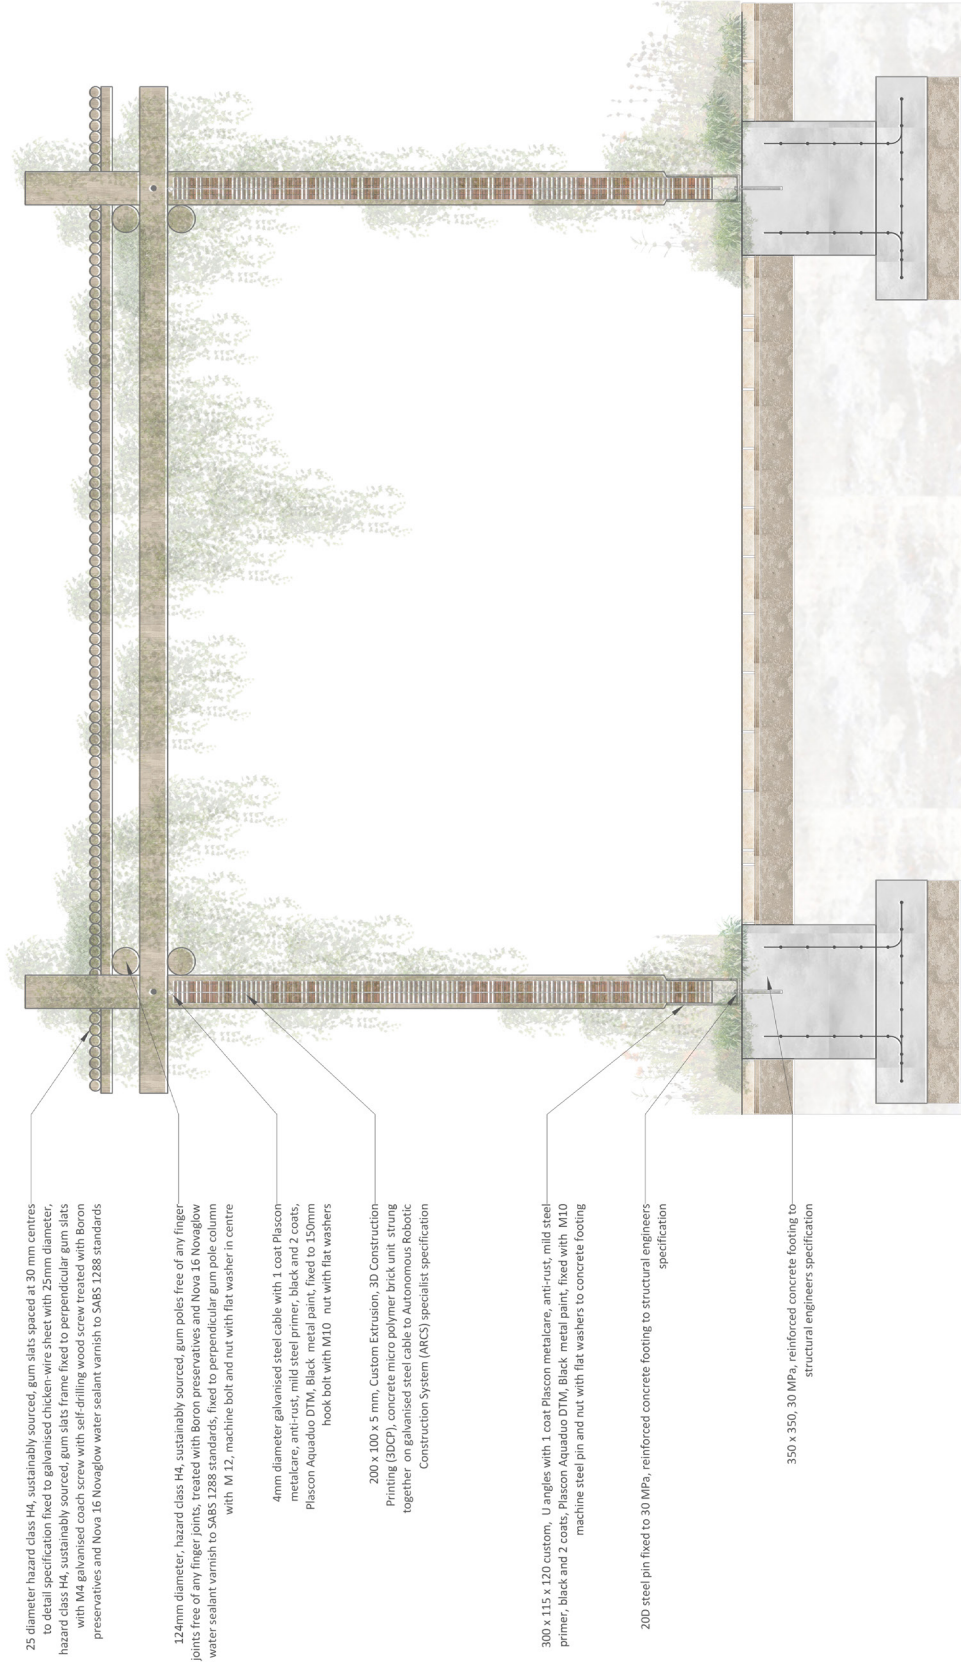 25 diameter hazard class H4, sustainably sourced, gum slats spaced at 30 mm centres
to detail specification fixed to galvanised chicken-wire sheet with 25mm diameter,
hazard class H4, sustainably sourced, gum slats frame fixed to perpendicular gum slats
with M4 galvanised coach screw with self-drilling wood screw treated with Boron
preservatives and Nova 16 Novaglow water sealant varnish to SABS 1288 standards
124mm diameter, hazard class H4, sustainably sourced, gum poles free of any finger
joints free of any finger joints, treated with Boron preservatives and Nova 16 Novaglow
water sealant varnish to SABS 1288 standards, fixed to perpendicular gum pole column
with M 12, machine bolt and nut with flat washer in centre
4mm diameter galvanised steel cable with 1 coat Plascon
metalcare, anti-rust, mild steel primer, black and 2 coats,
Plascon Aquaduo DTM, Black metal paint, fixed to 150mm
hook bolt with M10 nut with flat washers
200 x 100 x 5 mm, Custom Extrusion, 3D Construction
Printing (3DCP), concrete micro polymer brick unit strung
together on galvanised steel cable to Autonomous Robotic
Construction System (ARCS) specialist specification
300 x 115 x 120 custom, U angles with 1 coat Plascon metalcare, anti-rust, mild steel
primer, black and 2 coats, Plascon Aquaduo DTM, Black metal paint, fixed with M10
machine steel pin and nut with flat washers to concrete footing
20D steel pin fixed to 30 MPa, reinforced concrete footing to structural engineers
specification
350 x 350, 30 MPa, reinforced concrete footing to
structural engineers specification